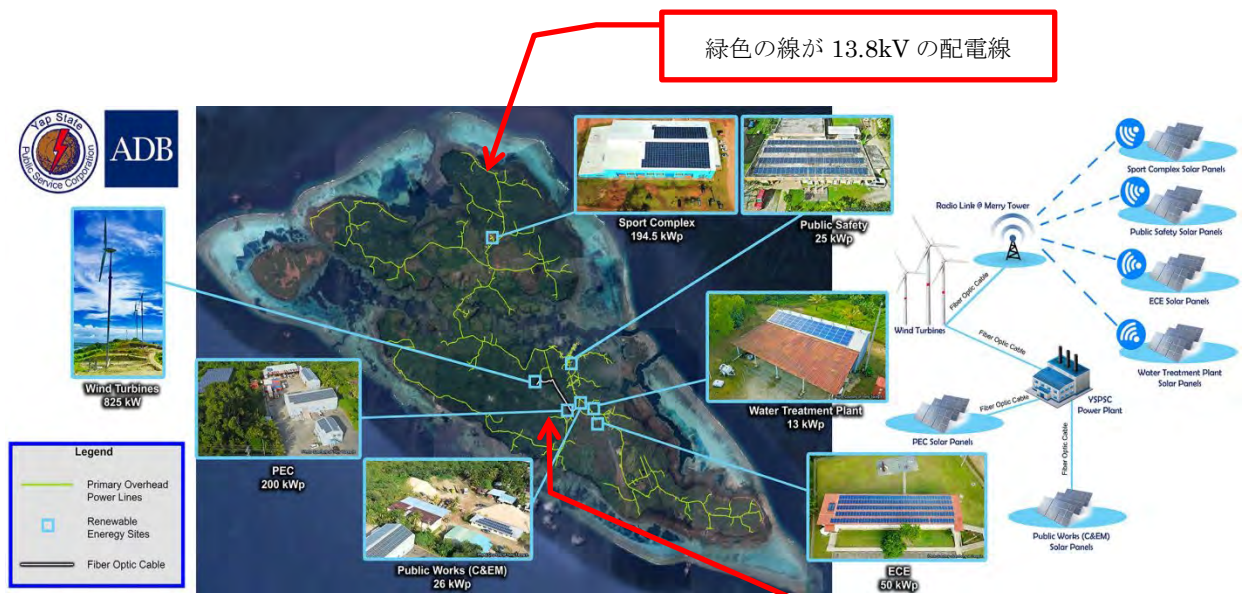 緑色の線が 13.8kV の配電線
Yap State
Public Service Corporation
ADB
Sport Complex
194.5 kWp
Public Safety
25 kWp
Wind Turbines
825 kW
PEC
200 kWp
Water Treatment Plant
13 kWp
Public Works (C&EM)
26 kWp
ECE
50 kWp
Legend
Primary Overhead
Power Lines
Renewable
Eneregy Sites
Fiber Optic Cable
Sport Complex Solar Panels
Radio Link @ Merry Tower
Public Safety Solar Panels
ECE Solar Panels
Fiber Optic Cable
Wind Turbines
Fiber Optic Cable
Water Treatment Plant
Solar Panels
YSPSC
Power Plant
Fiber Optic Cable
PEC Solar Panels
Fiber Optic Cable
Public Works (C&EM)
Solar Panels